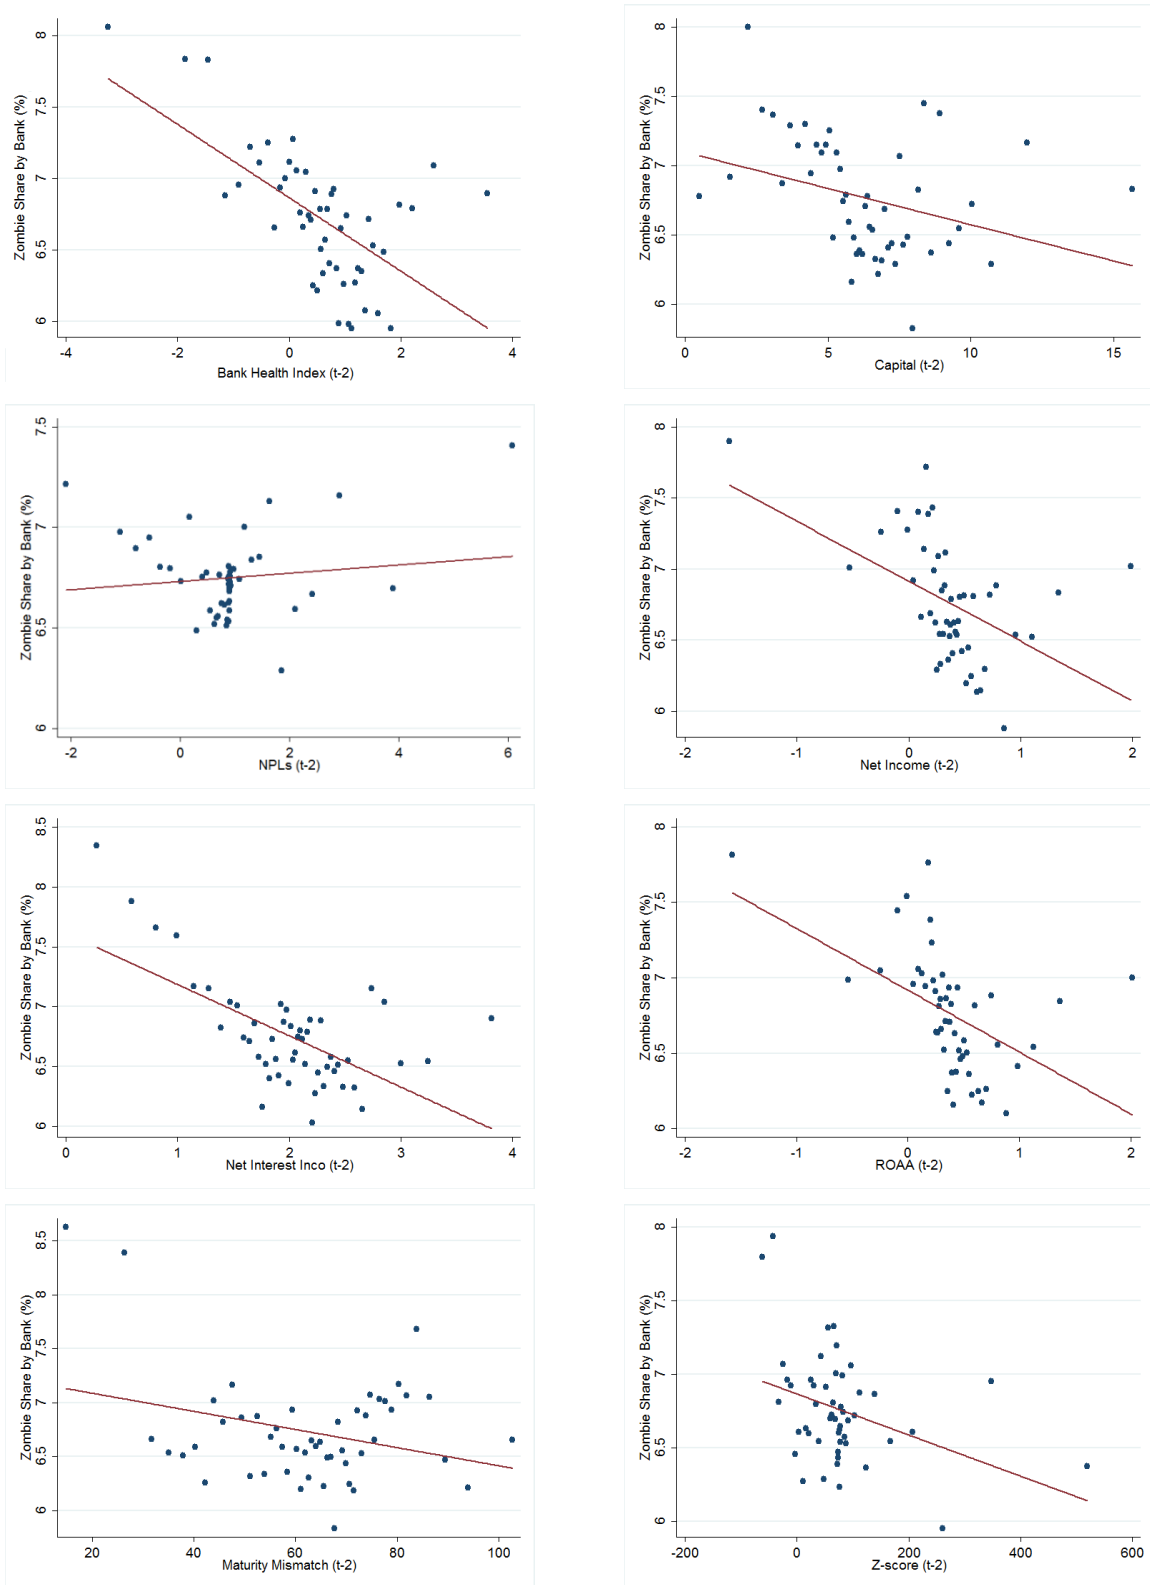 Zombie Share by Bank (%)
8
7.5
7
6.5
6
-4 -2 0 2 4
Bank Health Index (t-2)
Zombie Share by Bank (%)
8
7.5
7
6.5
6
0 5 10 15
Capital (t-2)
Zombie Share by Bank (%)
7.5
7
6.5
6
-2 0 2 4 6
NPLs (t-2)
Zombie Share by Bank (%)
8
7.5
7
6.5
6
-2 -1 0 1 2
Net Income (t-2)
Zombie Share by Bank (%)
8.5
8
7.5
7
6.5
6
0 1 2 3 4
Net Interest Inco (t-2)
Zombie Share by Bank (%)
8
7.5
7
6.5
6
-2 -1 0 1 2
ROAA (t-2)
Zombie Share by Bank (%)
8.5
8
7.5
7
6.5
6
20 40 60 80 100
Maturity Mismatch (t-2)
Zombie Share by Bank (%)
8
7.5
7
6.5
6
-200 0 200 400 600
Z-score (t-2)